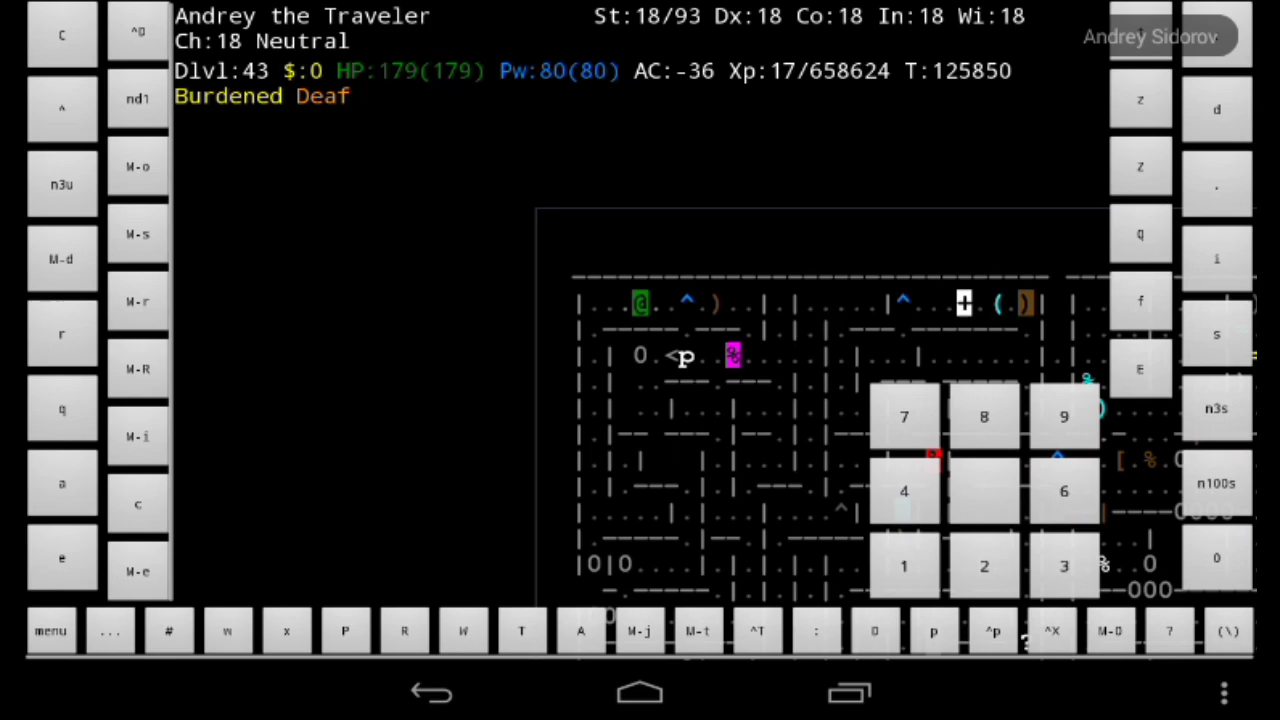 Andrey the Traveler St:18/93 Dx:18 Co:18 In:18 Wi:18
Ch:18 Neutral
Dlvl:43 $:0 HP:179(179) Pw:80(80) AC:-36 Xp:17/658624 T:125850
Burdened Deaf
Andrey Sidorov
C
^
n3u
M-d
r
q
a
e
^D
nd1
M-o
M-s
M-r
M-R
M-i
c
M-e
z
Z
q
f
E
d
.
i
s
n3s
n100s
7 8 9
4 6
1 2 3
menu ... # w x P R W T A M-j M-t ^T : D p ^p ^X M-O ? (\)